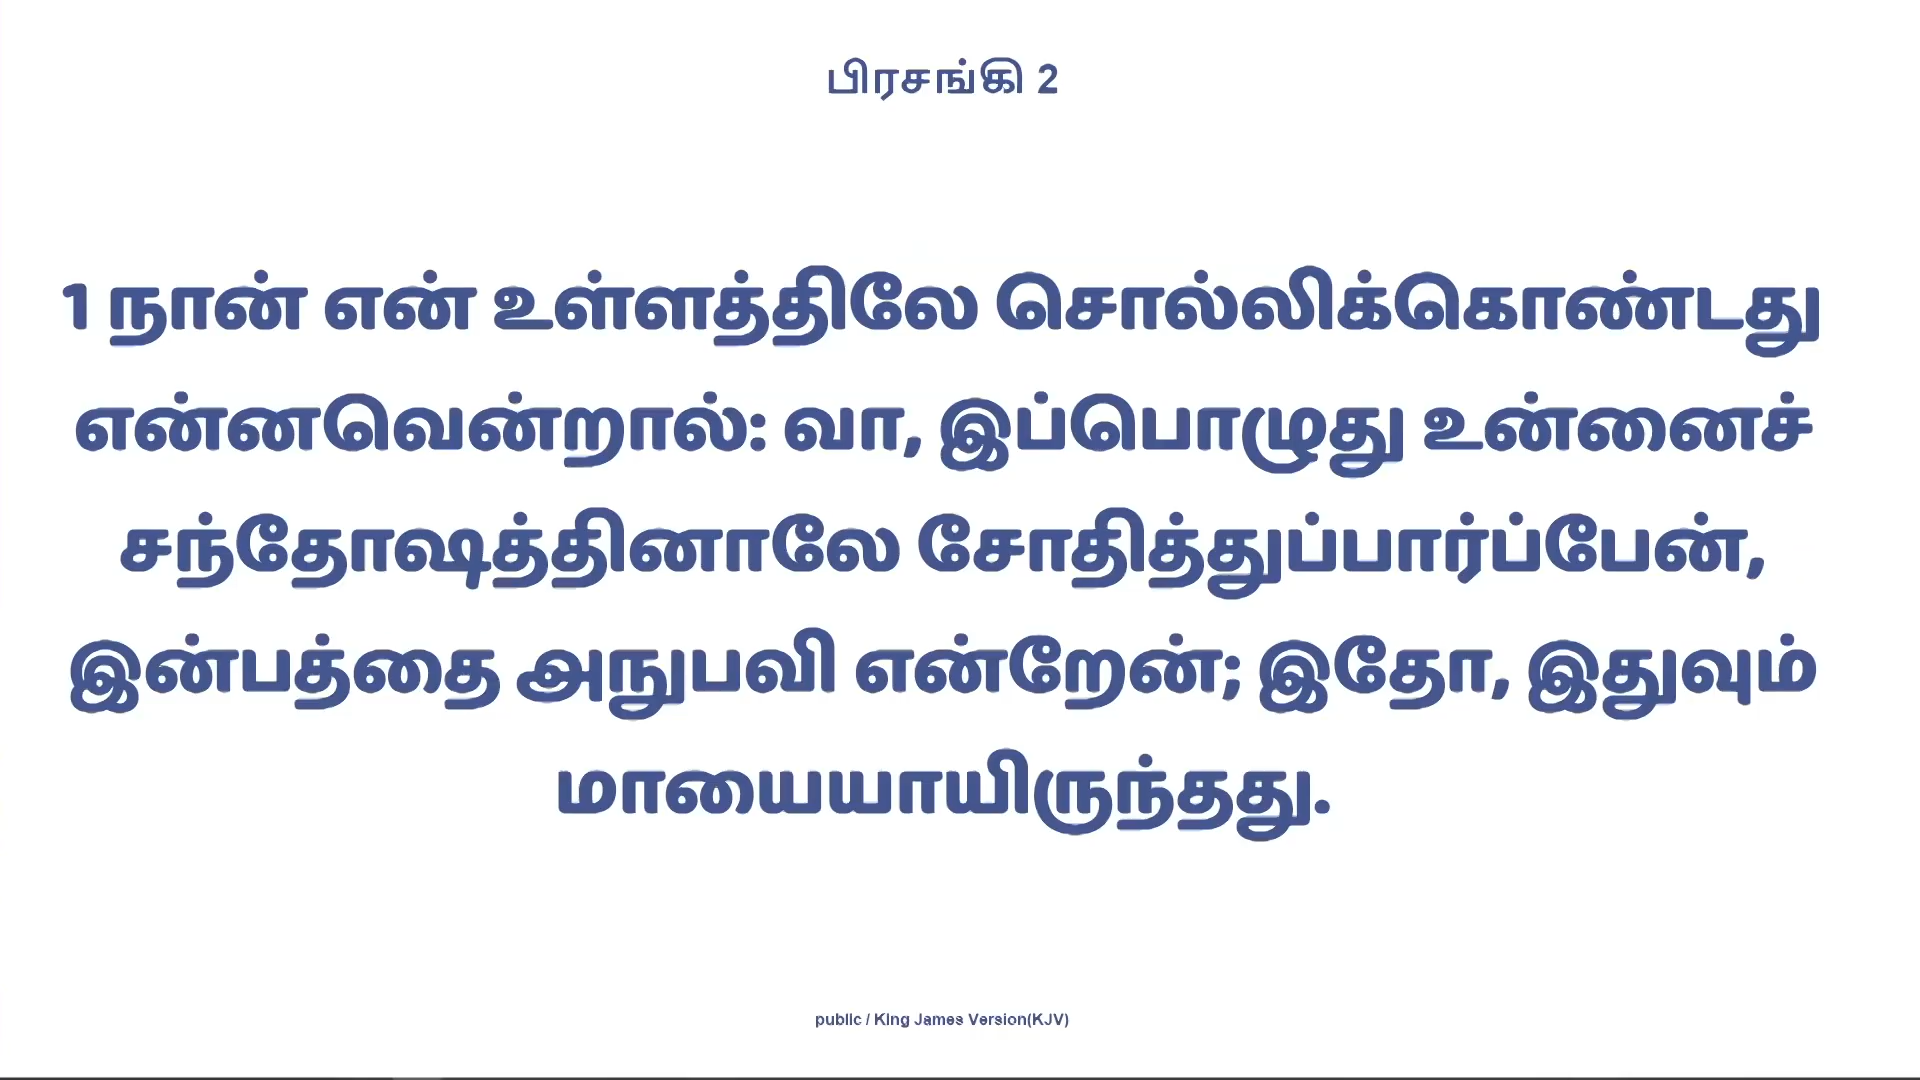 பிரசங்கி 2
1 நான் என் உள்ளத்திலே சொல்லிக்கொண்டது
என்னவென்றால்: வா, இப்பொழுது உன்னைச்
சந்தோஷத்தினாலே சோதித்துப்பார்ப்பேன்,
இன்பத்தை அநுபவி என்றேன்; இதோ, இதுவும்
மாயையாயிருந்தது.
public / King James Version(KJV)